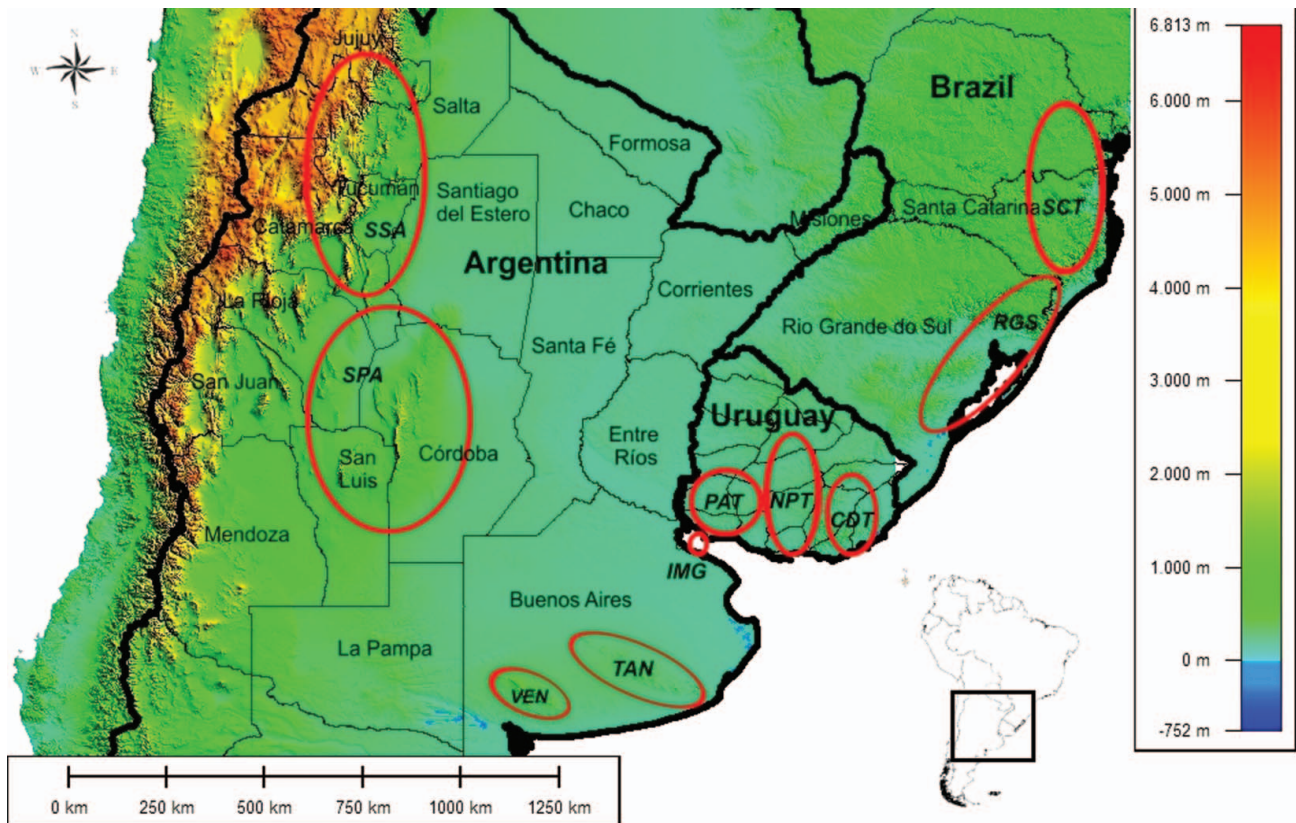 N
W E
S
Jujuy
Salta
Formosa
Brazil
Tucumán
Santiago
del Estero
Chaco
Misiones
Santa Catarina
SCT
Catamarca
SSA
Argentina
Corrientes
La Rioja
Rio Grande do Sul
RGS
Santa Fé
San Juan
SPA
Uruguay
San
Luis
Córdoba
Entre
Ríos
PAT
NPT
CDT
Mendoza
IMG
Buenos Aires
La Pampa
TAN
VEN
6.813 m
6.000 m
5.000 m
4.000 m
3.000 m
2.000 m
1.000 m
0 m
-752 m
0 km 250 km 500 km 750 km 1000 km 1250 km